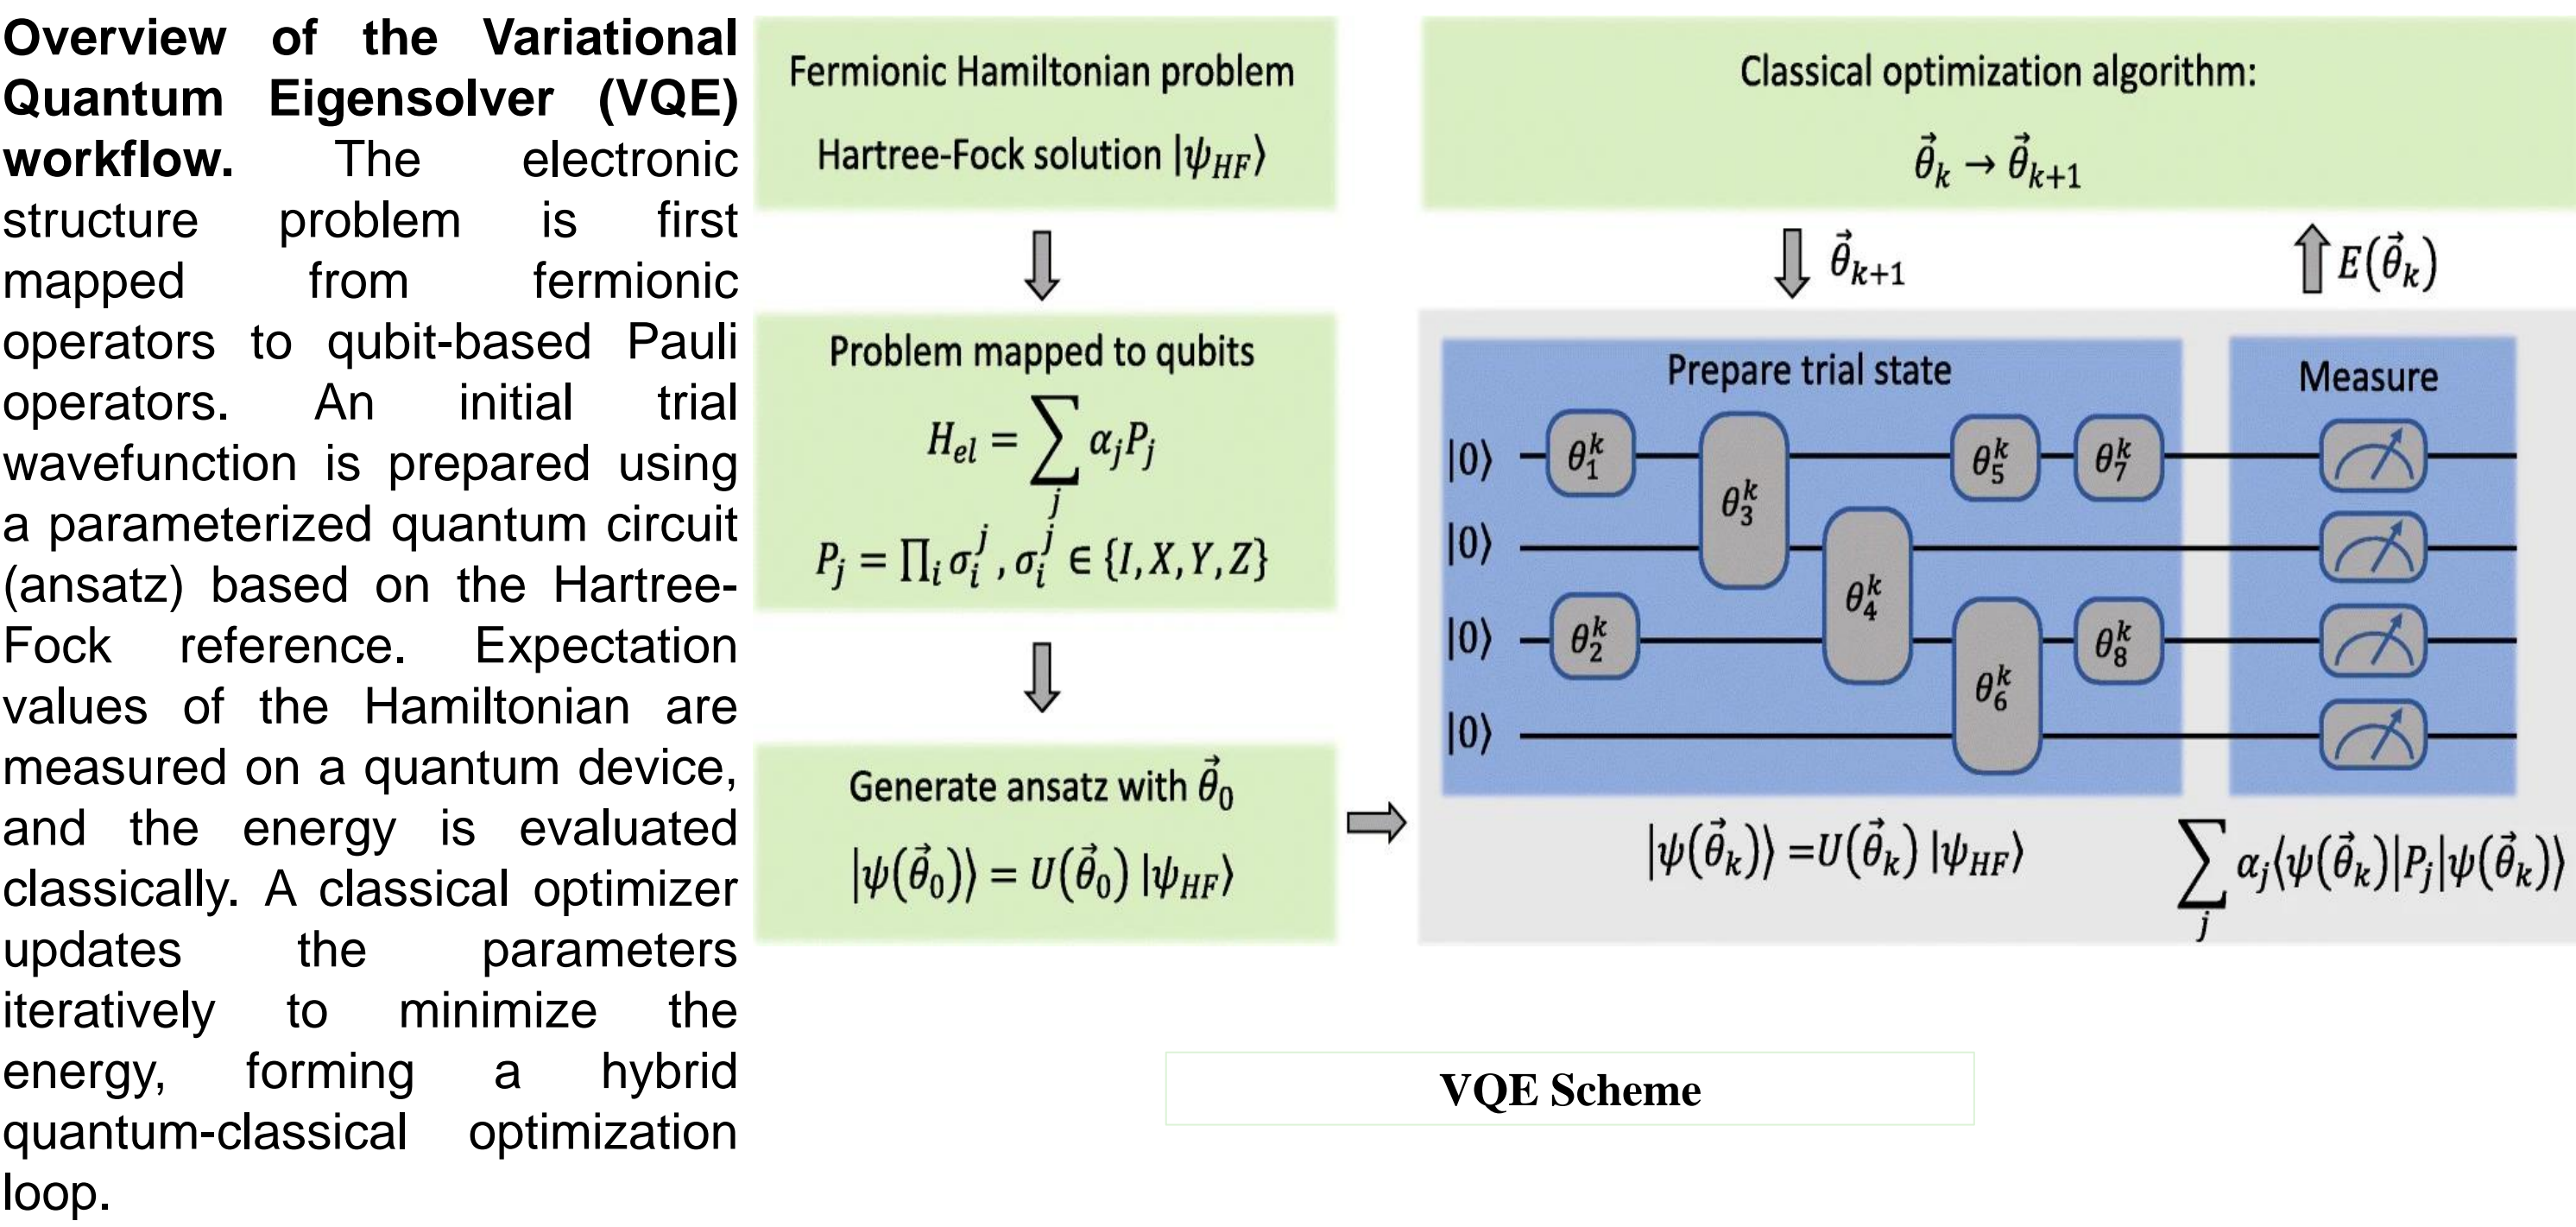 Overview of the Variational
Quantum Eigensolver (VQE)
workflow. The electronic
structure problem is first
mapped from fermionic
operators to qubit-based Pauli
operators. An initial trial
wavefunction is prepared using
a parameterized quantum circuit
(ansatz) based on the Hartree-
Fock reference. Expectation
values of the Hamiltonian are
measured on a quantum device,
and the energy is evaluated
classically. A classical optimizer
updates the parameters
iteratively to minimize the
energy, forming a hybrid
quantum-classical optimization
loop.
Fermionic Hamiltonian problem
Hartree-Fock solution |ψ_HF⟩
Problem mapped to qubits
H_el = ∑_j α_j P_j
P_j = ∏_i σ_i^j , σ_i^j ∈ {I, X, Y, Z}
Generate ansatz with θ⃗_0
|ψ(θ⃗_0)⟩ = U(θ⃗_0) |ψ_HF⟩
Classical optimization algorithm:
θ⃗_k → θ⃗_{k+1}
θ⃗_{k+1}
E(θ⃗_k)
Prepare trial state
Measure
|0⟩ θ_1^k θ_3^k θ_5^k θ_7^k
|0⟩
|0⟩ θ_2^k θ_4^k θ_6^k θ_8^k
|0⟩
|ψ(θ⃗_k)⟩ =U(θ⃗_k) |ψ_HF⟩
∑_j α_j⟨ψ(θ⃗_k)|P_j|ψ(θ⃗_k)⟩
VQE Scheme